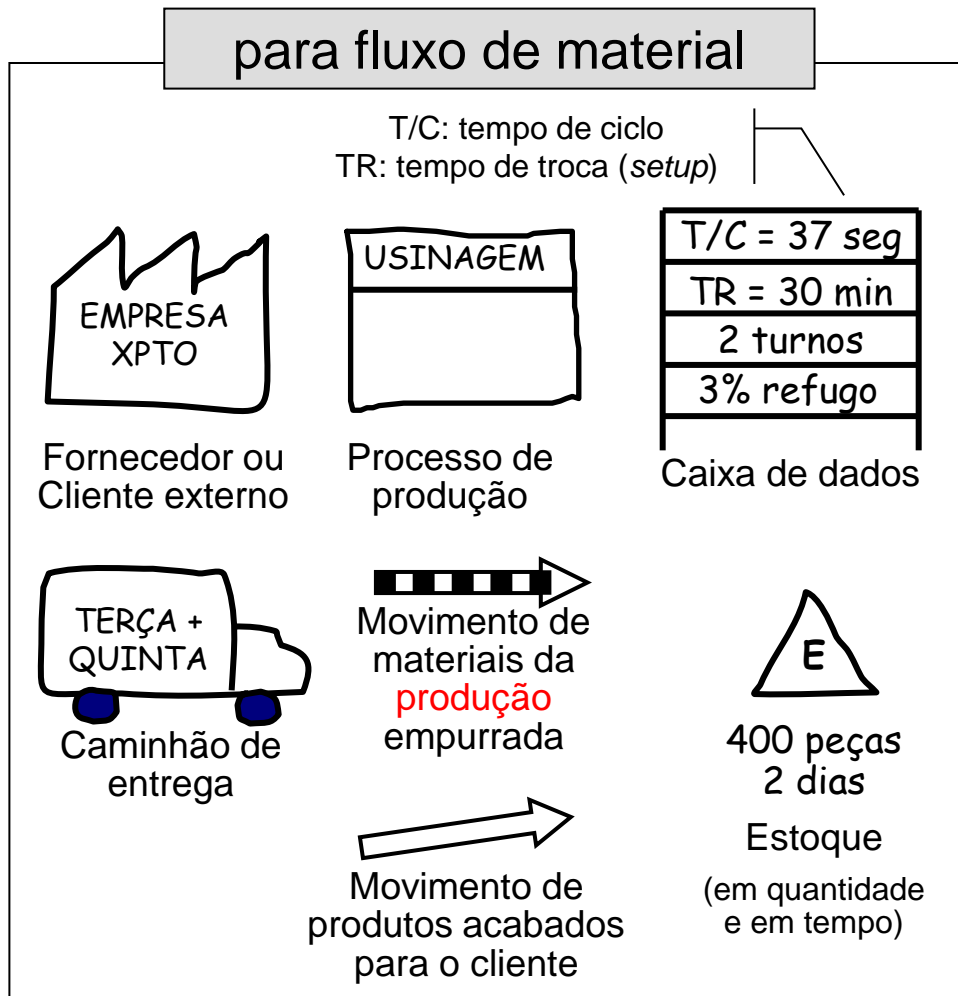 para fluxo de material
T/C: tempo de ciclo
TR: tempo de troca (setup)
EMPRESA
XPTO
Fornecedor ou
Cliente externo
USINAGEM
Processo de
produção
T/C = 37 seg
TR = 30 min
2 turnos
3% refugo
Caixa de dados
TERÇA +
QUINTA
Caminhão de
entrega
Movimento de
materiais da
produção
empurrada
E
400 peças
2 dias
Estoque
(em quantidade
e em tempo)
Movimento de
produtos acabados
para o cliente